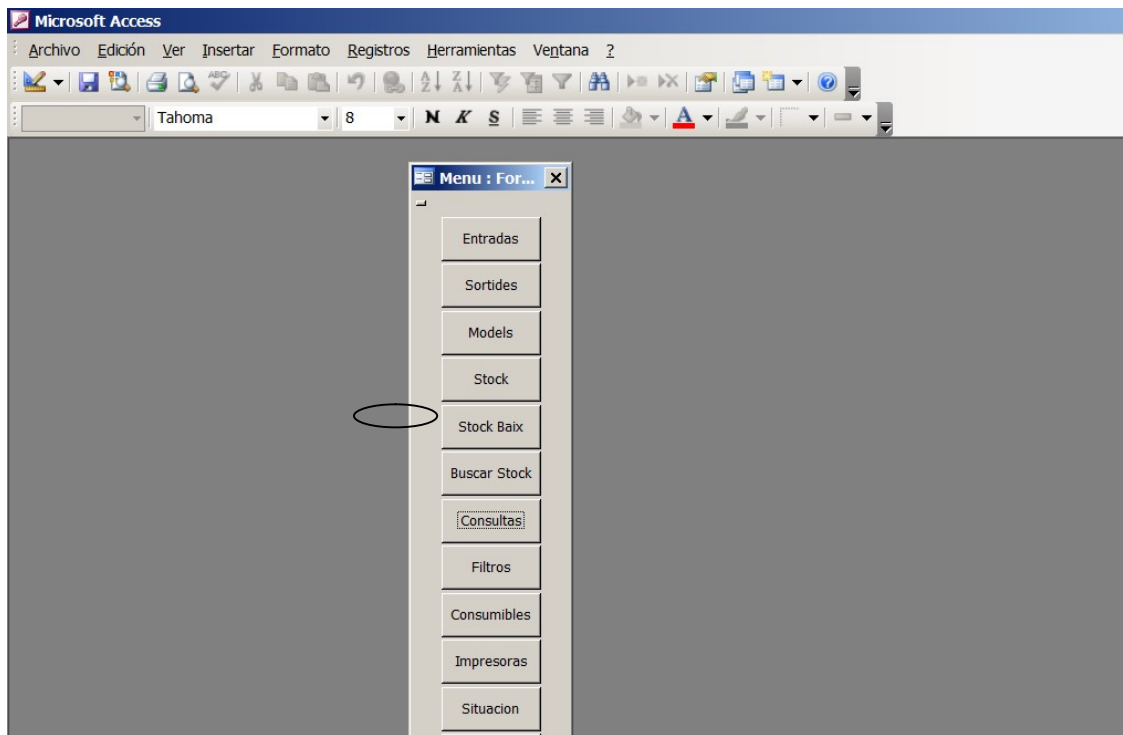 Microsoft Access
Archivo Edición Ver Insertar Formato Registros Herramientas Ventana ?
Tahoma 8 N K S A
Menu : For...
Entradas
Sortides
Models
Stock
Stock Baix
Buscar Stock
Consultas
Filtros
Consumibles
Impresoras
Situacion